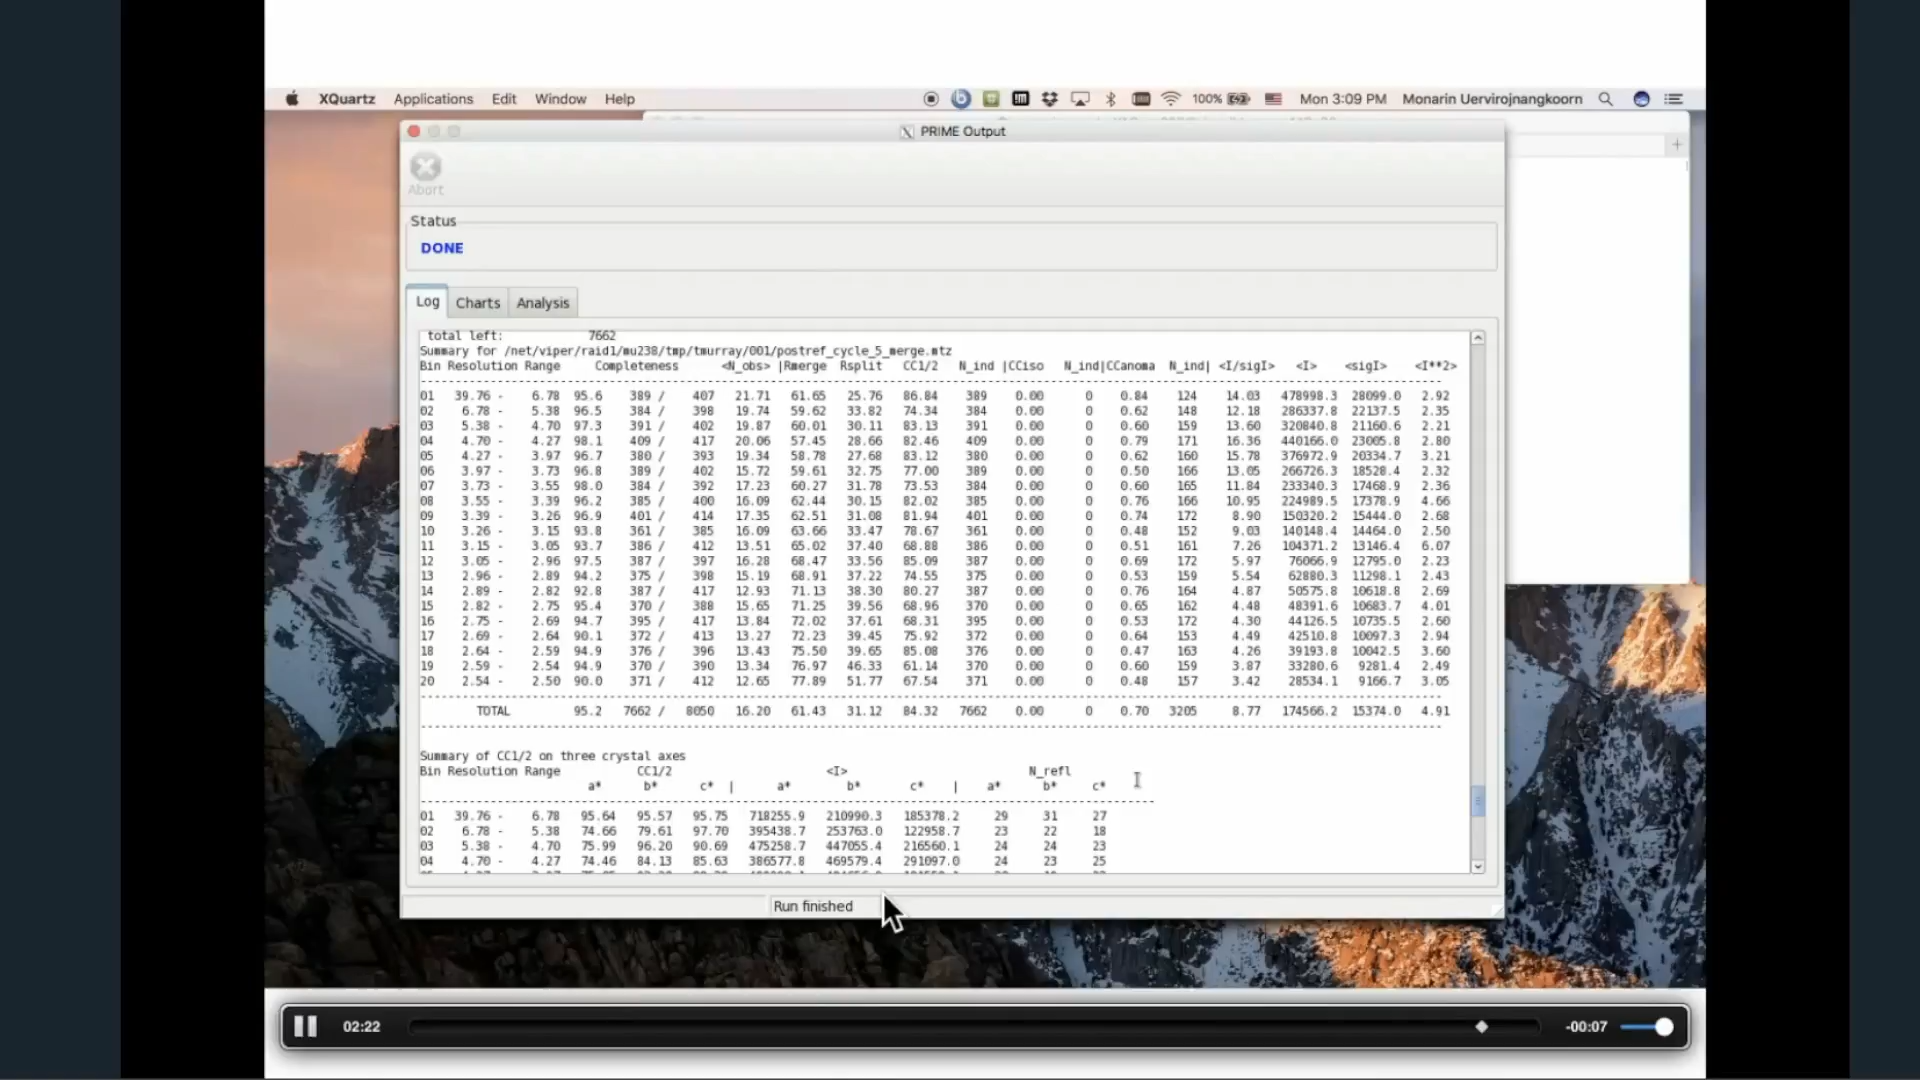 XQuartz Applications Edit Window Help 100% Mon 3:09 PM Monarin Uervirojnangkoorn
PRIME Output
Abort
Status
DONE
Log Charts Analysis
total left: 7662
Summary for /net/viper/raid1/mu238/tmp/tmurray/001/postref_cycle_5_merge.mtz
Bin Resolution Range Completeness <N_obs> |Rmerge Rsplit CC1/2 N_ind |CCiso N_ind|CCanoma N_ind| <I/sigI> <I> <sigI> <I**2>
01 39.76 - 6.78 95.6 389 / 407 21.71 61.65 25.76 86.84 389 0.00 0 0.84 124 14.03 478998.3 28099.0 2.92
02 6.78 - 5.38 96.5 384 / 398 19.74 59.62 33.82 74.34 384 0.00 0 0.62 148 12.18 286337.8 22137.5 2.35
03 5.38 - 4.70 97.3 391 / 402 19.87 60.01 30.11 83.13 391 0.00 0 0.60 159 13.60 320840.8 21160.6 2.21
04 4.70 - 4.27 98.1 409 / 417 20.06 57.45 28.66 82.46 409 0.00 0 0.79 171 16.36 440166.0 23005.8 2.80
05 4.27 - 3.97 96.7 380 / 393 19.34 58.78 27.68 83.12 380 0.00 0 0.62 160 15.78 376972.9 20334.7 3.21
06 3.97 - 3.73 96.8 389 / 402 15.72 59.61 32.75 77.00 389 0.00 0 0.50 166 13.05 266726.3 18528.4 2.32
07 3.73 - 3.55 98.0 384 / 392 17.23 60.27 31.78 73.53 384 0.00 0 0.60 165 11.84 233340.3 17468.9 2.36
08 3.55 - 3.39 96.2 385 / 400 16.09 62.44 30.15 82.02 385 0.00 0 0.76 166 10.95 224989.5 17378.9 4.66
09 3.39 - 3.26 96.9 401 / 414 17.35 62.51 31.08 81.94 401 0.00 0 0.74 172 8.90 150320.2 15444.0 2.68
10 3.26 - 3.15 93.8 361 / 385 16.09 63.66 33.47 78.67 361 0.00 0 0.48 152 9.03 140148.4 14464.0 2.50
11 3.15 - 3.05 93.7 386 / 412 13.51 65.02 37.40 68.88 386 0.00 0 0.51 161 7.26 104371.2 13146.4 6.07
12 3.05 - 2.96 97.5 387 / 397 16.28 68.47 33.56 85.09 387 0.00 0 0.69 172 5.97 76066.9 12795.0 2.23
13 2.96 - 2.89 94.2 375 / 398 15.19 68.91 37.22 74.55 375 0.00 0 0.53 159 5.54 62880.3 11298.1 2.43
14 2.89 - 2.82 92.8 387 / 417 12.93 71.13 38.30 80.27 387 0.00 0 0.76 164 4.87 50575.8 10618.8 2.69
15 2.82 - 2.75 95.4 370 / 388 15.65 71.25 39.56 68.96 370 0.00 0 0.65 162 4.48 48391.6 10683.7 4.01
16 2.75 - 2.69 94.7 395 / 417 13.84 72.02 37.61 68.31 395 0.00 0 0.53 172 4.30 44126.5 10735.5 2.60
17 2.69 - 2.64 90.1 372 / 413 13.27 72.23 39.45 75.92 372 0.00 0 0.64 153 4.49 42510.8 10097.3 2.94
18 2.64 - 2.59 94.9 376 / 396 13.43 75.50 39.65 85.08 376 0.00 0 0.47 163 4.26 39193.8 10042.5 3.60
19 2.59 - 2.54 94.9 370 / 390 13.34 76.97 46.33 61.14 370 0.00 0 0.60 159 3.87 33280.6 9281.4 2.49
20 2.54 - 2.50 90.0 371 / 412 12.65 77.89 51.77 67.54 371 0.00 0 0.48 157 3.42 28534.1 9166.7 3.05
TOTAL 95.2 7662 / 8050 16.20 61.43 31.12 84.32 7662 0.00 0 0.70 3205 8.77 174566.2 15374.0 4.91
Summary of CC1/2 on three crystal axes
Bin Resolution Range CC1/2 <I> N_refl
a* b* c* | a* b* c* | a* b* c*
01 39.76 - 6.78 95.64 95.57 95.75 718255.9 210990.3 185378.2 29 31 27
02 6.78 - 5.38 74.66 79.61 97.70 395438.7 253763.0 122958.7 23 22 18
03 5.38 - 4.70 75.99 96.20 90.69 475258.7 447055.4 216560.1 24 24 23
04 4.70 - 4.27 74.46 84.13 85.63 386577.8 469579.4 291097.0 24 23 25
Run finished
02:22 -00:07